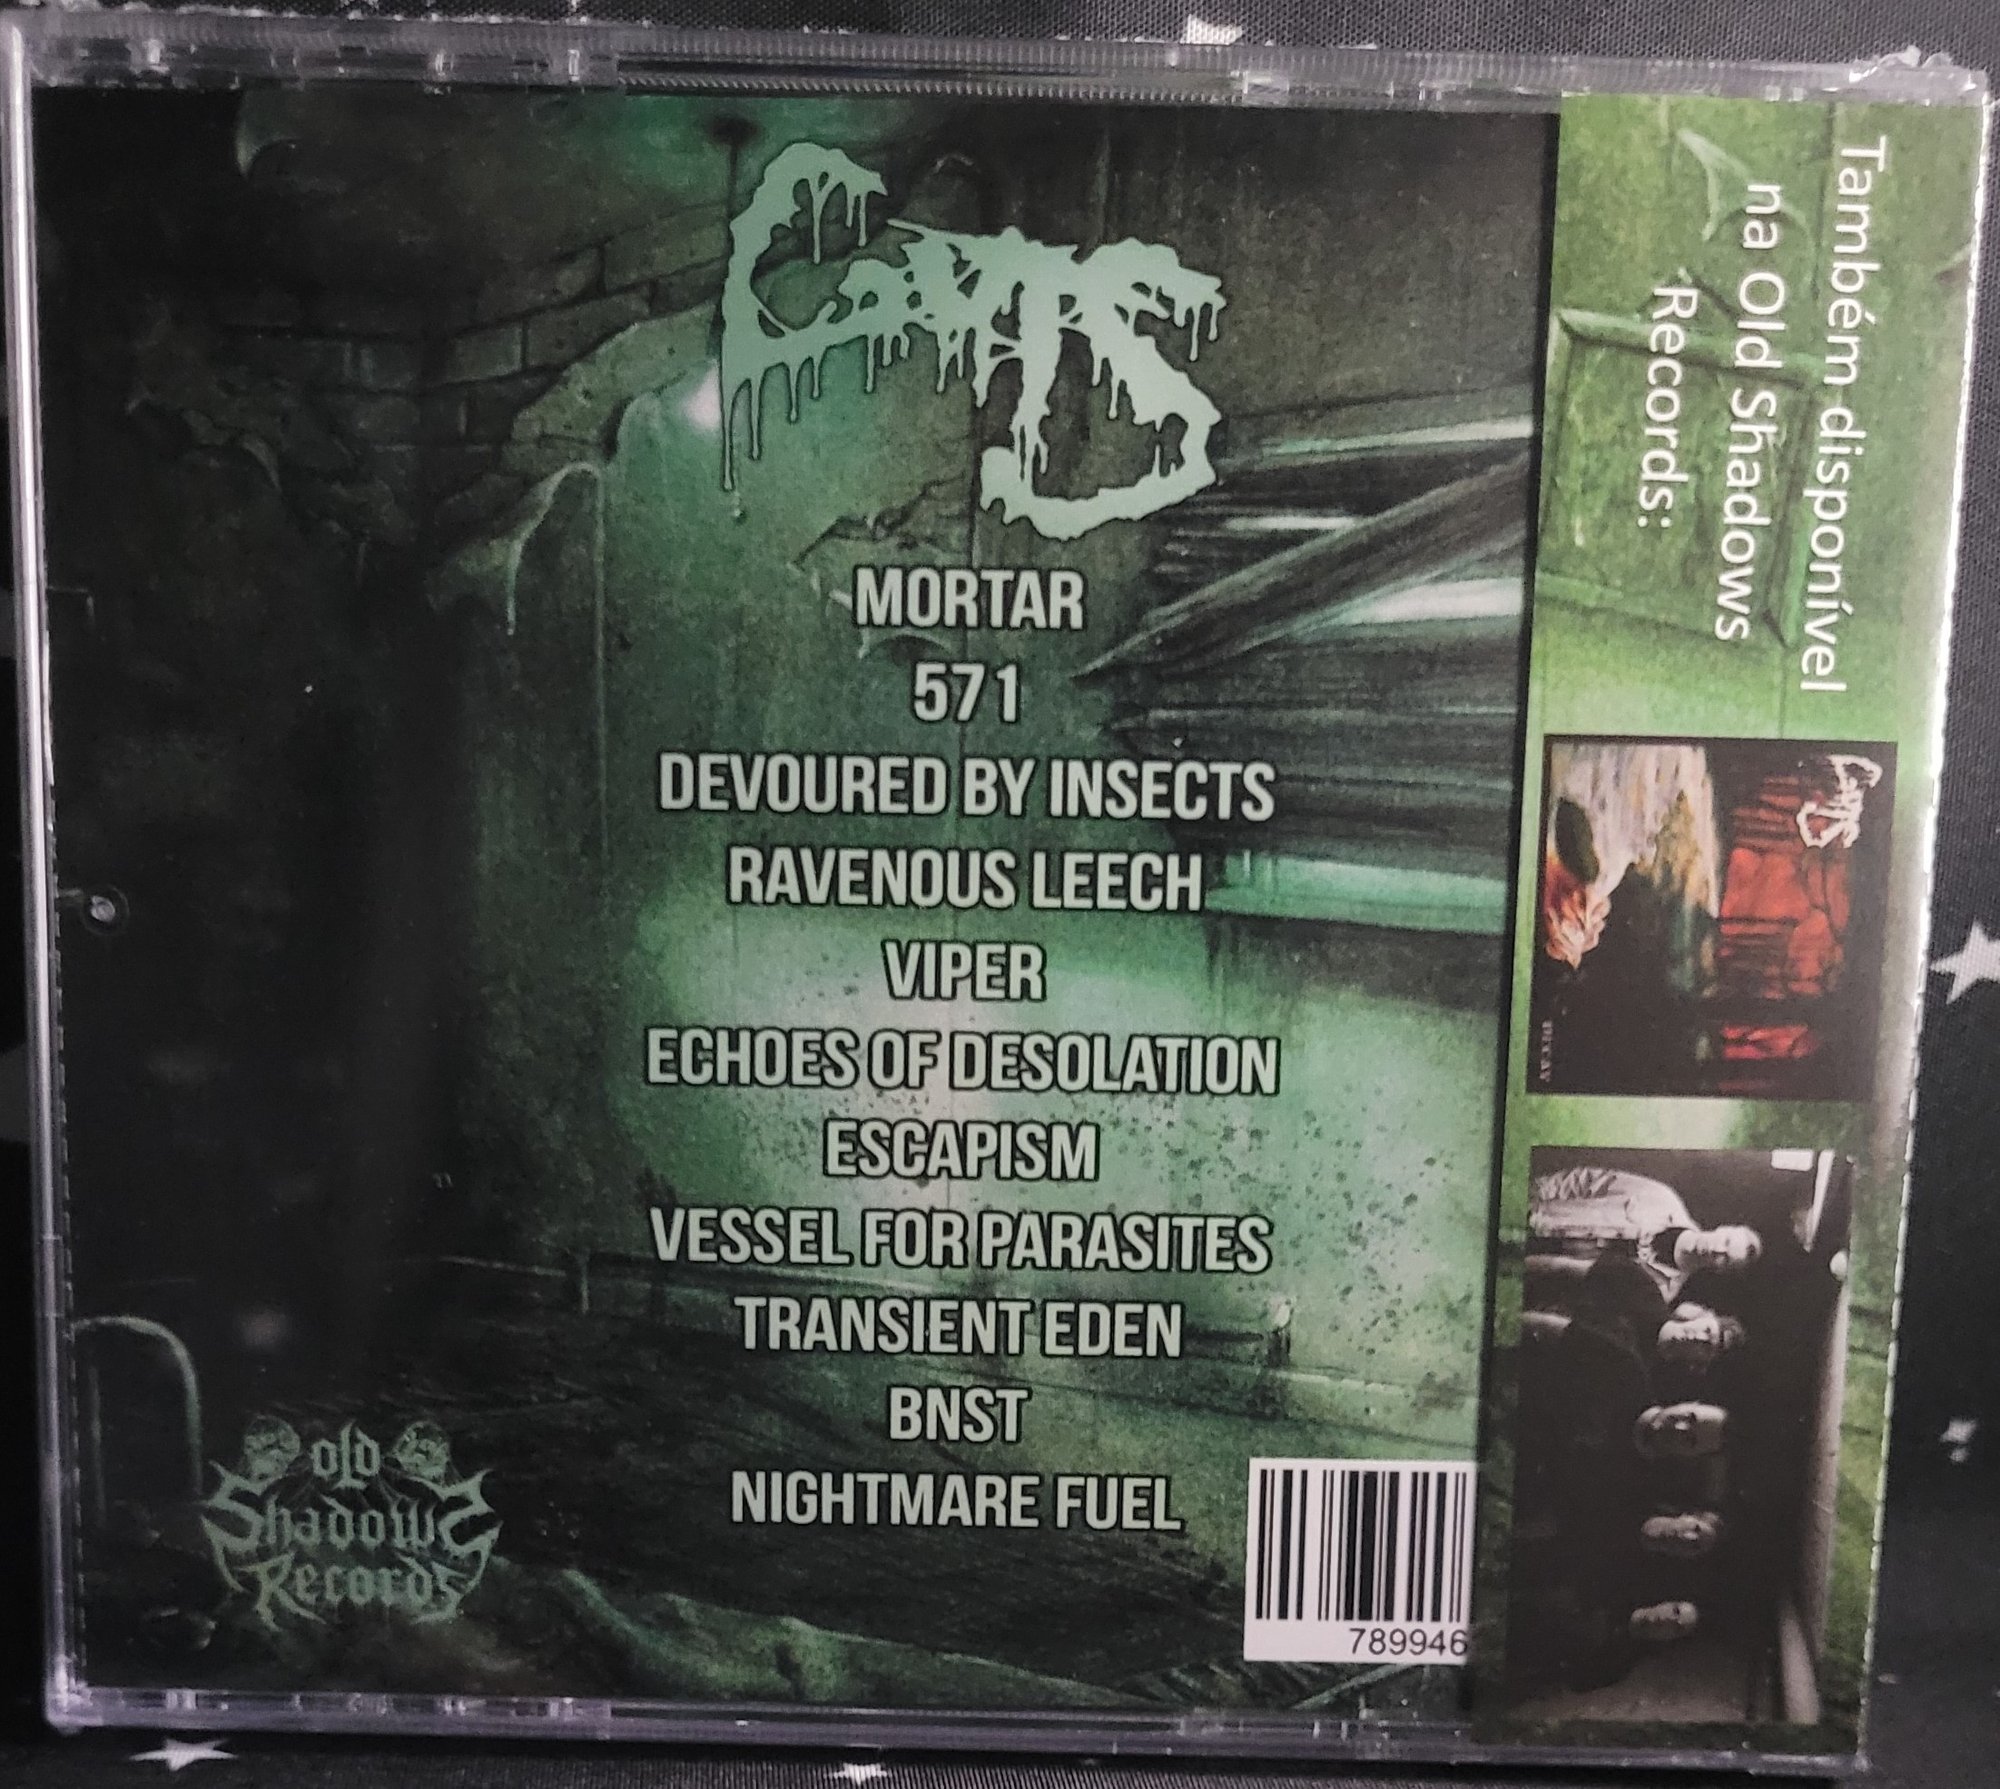 MORTAR
571
DEVOURED BY INSECTS
RAVENOUS LEECH
VIPER
ECHOES OF DESOLATION
ESCAPISM
VESSEL FOR PARASITES
TRANSIENT EDEN
BNST
NIGHTMARE FUEL
Old
Shadows
Records
789946
Também disponível
na Old Shadows
Records:
DECAY